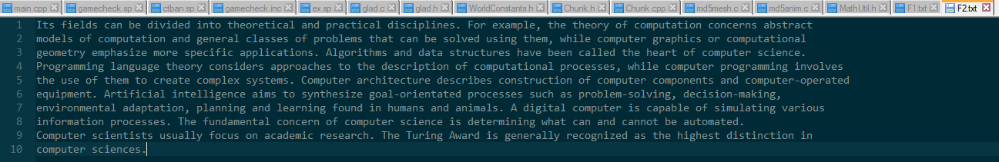 main.cpp gamecheck.sp ctban.sp gamecheck.inc ex.sp glad.c glad.h WorldConstants.h Chunk.h Chunk.cpp md5mesh.c md5anim.c MathUtil.h F1.txt F2.txt
1 Its fields can be divided into theoretical and practical disciplines. For example, the theory of computation concerns abstract
2 models of computation and general classes of problems that can be solved using them, while computer graphics or computational
3 geometry emphasize more specific applications. Algorithms and data structures have been called the heart of computer science.
4 Programming language theory considers approaches to the description of computational processes, while computer programming involves
5 the use of them to create complex systems. Computer architecture describes construction of computer components and computer-operated
6 equipment. Artificial intelligence aims to synthesize goal-orientated processes such as problem-solving, decision-making,
7 environmental adaptation, planning and learning found in humans and animals. A digital computer is capable of simulating various
8 information processes. The fundamental concern of computer science is determining what can and cannot be automated.
9 Computer scientists usually focus on academic research. The Turing Award is generally recognized as the highest distinction in
10 computer sciences.